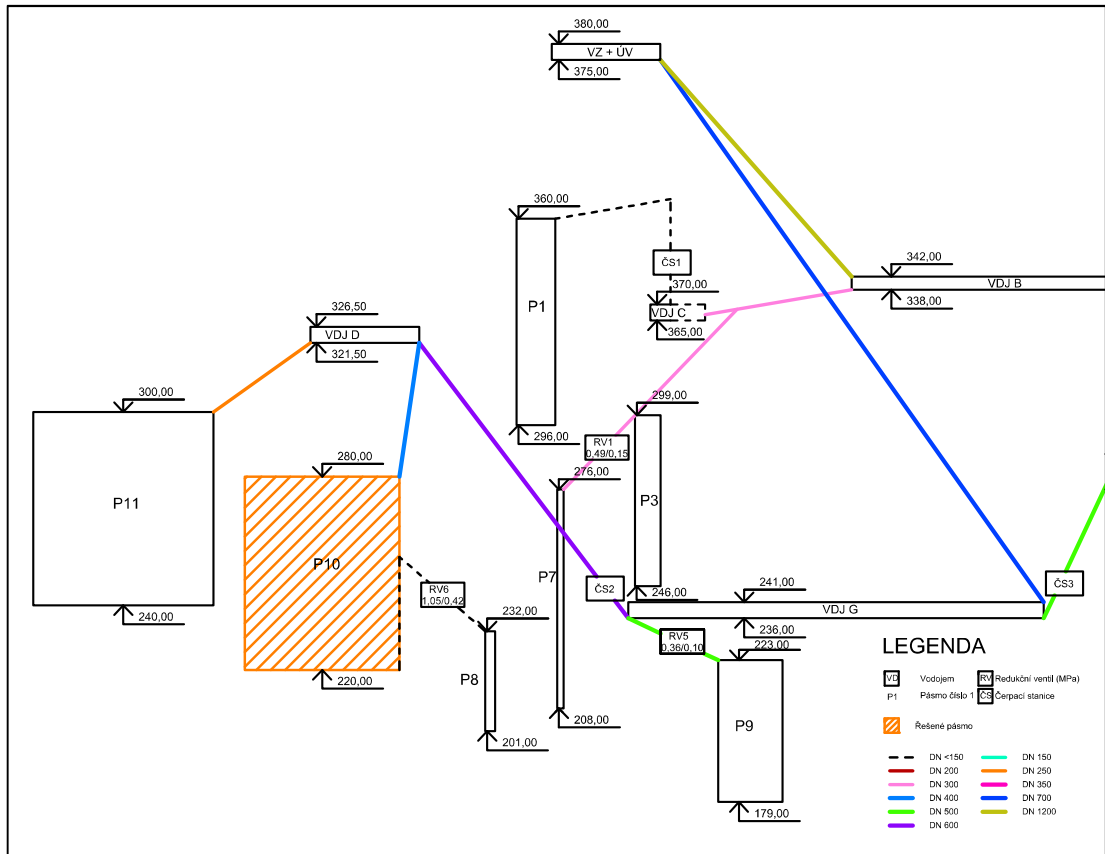 380,00
VZ + ÚV
375,00
360,00
P1
296,00
ČS1
370,00
VDJ C
365,00
342,00
VDJ B
338,00
326,50
VDJ D
321,50
300,00
P11
240,00
280,00
P10
220,00
RV6
1,05/0,42
232,00
P8
201,00
RV1
0,49/0,15
276,00
P7
208,00
299,00
P3
246,00
ČS2
241,00
VDJ G
236,00
ČS3
RV5
0,36/0,10
223,00
P9
179,00
LEGENDA
VD Vodojem
RV Redukční ventil (MPa)
P1 Pásmo číslo 1
ČS Čerpací stanice
Řešené pásmo
DN <150
DN 150
DN 200
DN 250
DN 300
DN 350
DN 400
DN 700
DN 500
DN 1200
DN 600